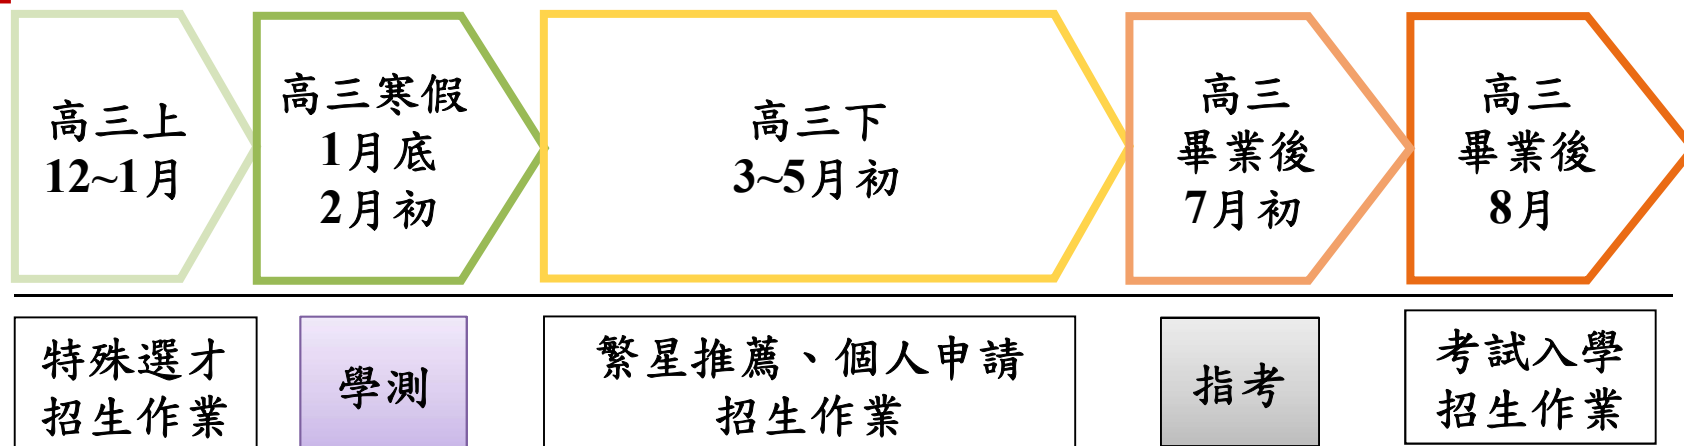 高三上
12~1月
高三寒假
1月底
2月初
高三下
3~5月初
高三
畢業後
7月初
高三
畢業後
8月
特殊選才
招生作業
學測
繁星推薦、個人申請
招生作業
指考
考試入學
招生作業